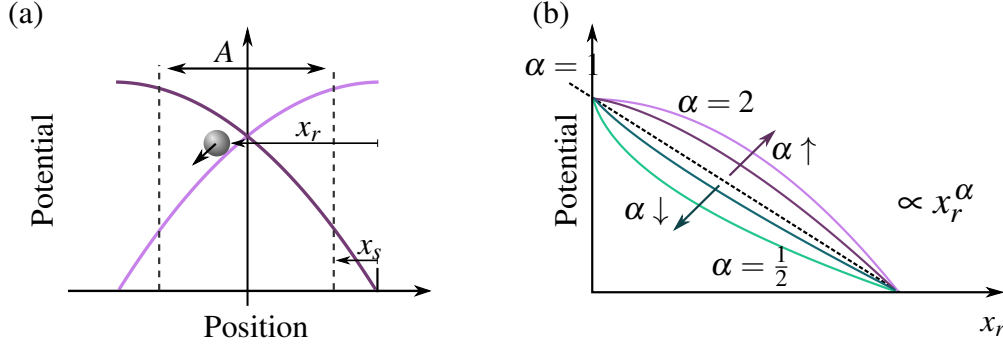 (a)
A
x_r
x_s
Potential
Position
(b)
α = 1
α = 2
α ↑
α ↓
α = 1/2
∝ x_r^α
Potential
x_r